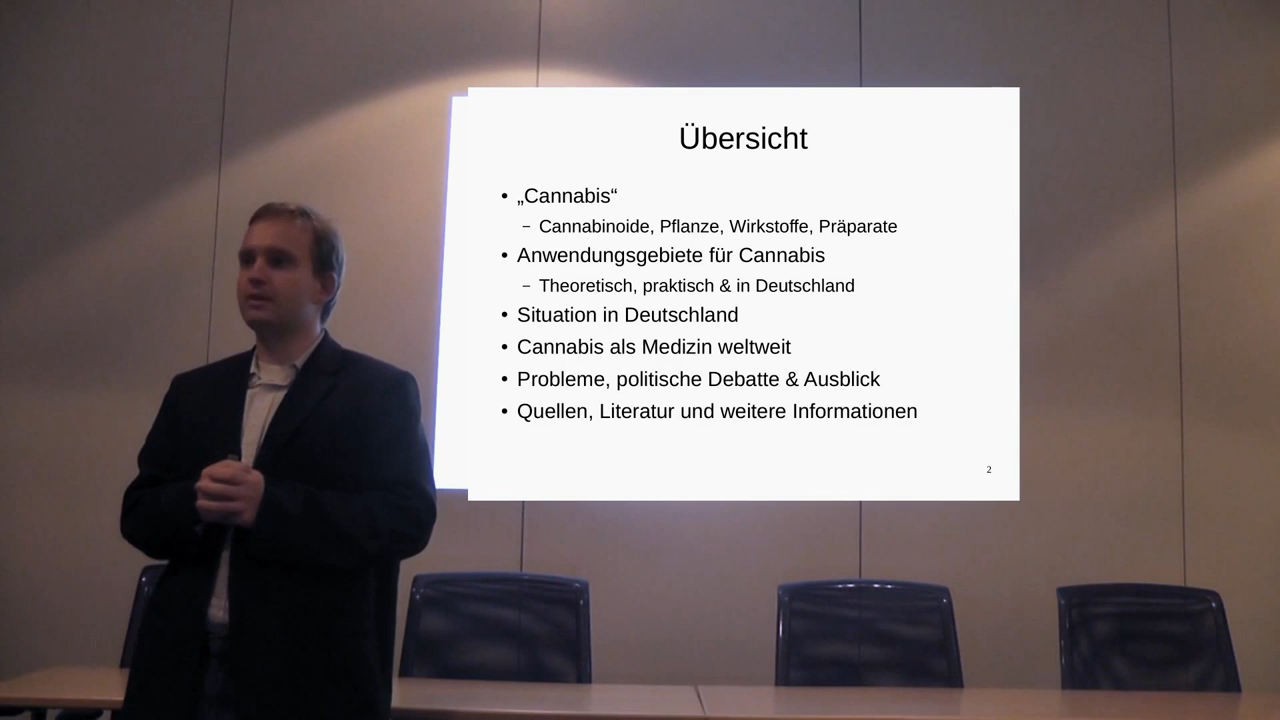 Übersicht
• „Cannabis“
– Cannabinoide, Pflanze, Wirkstoffe, Präparate
• Anwendungsgebiete für Cannabis
– Theoretisch, praktisch & in Deutschland
• Situation in Deutschland
• Cannabis als Medizin weltweit
• Probleme, politische Debatte & Ausblick
• Quellen, Literatur und weitere Informationen
2